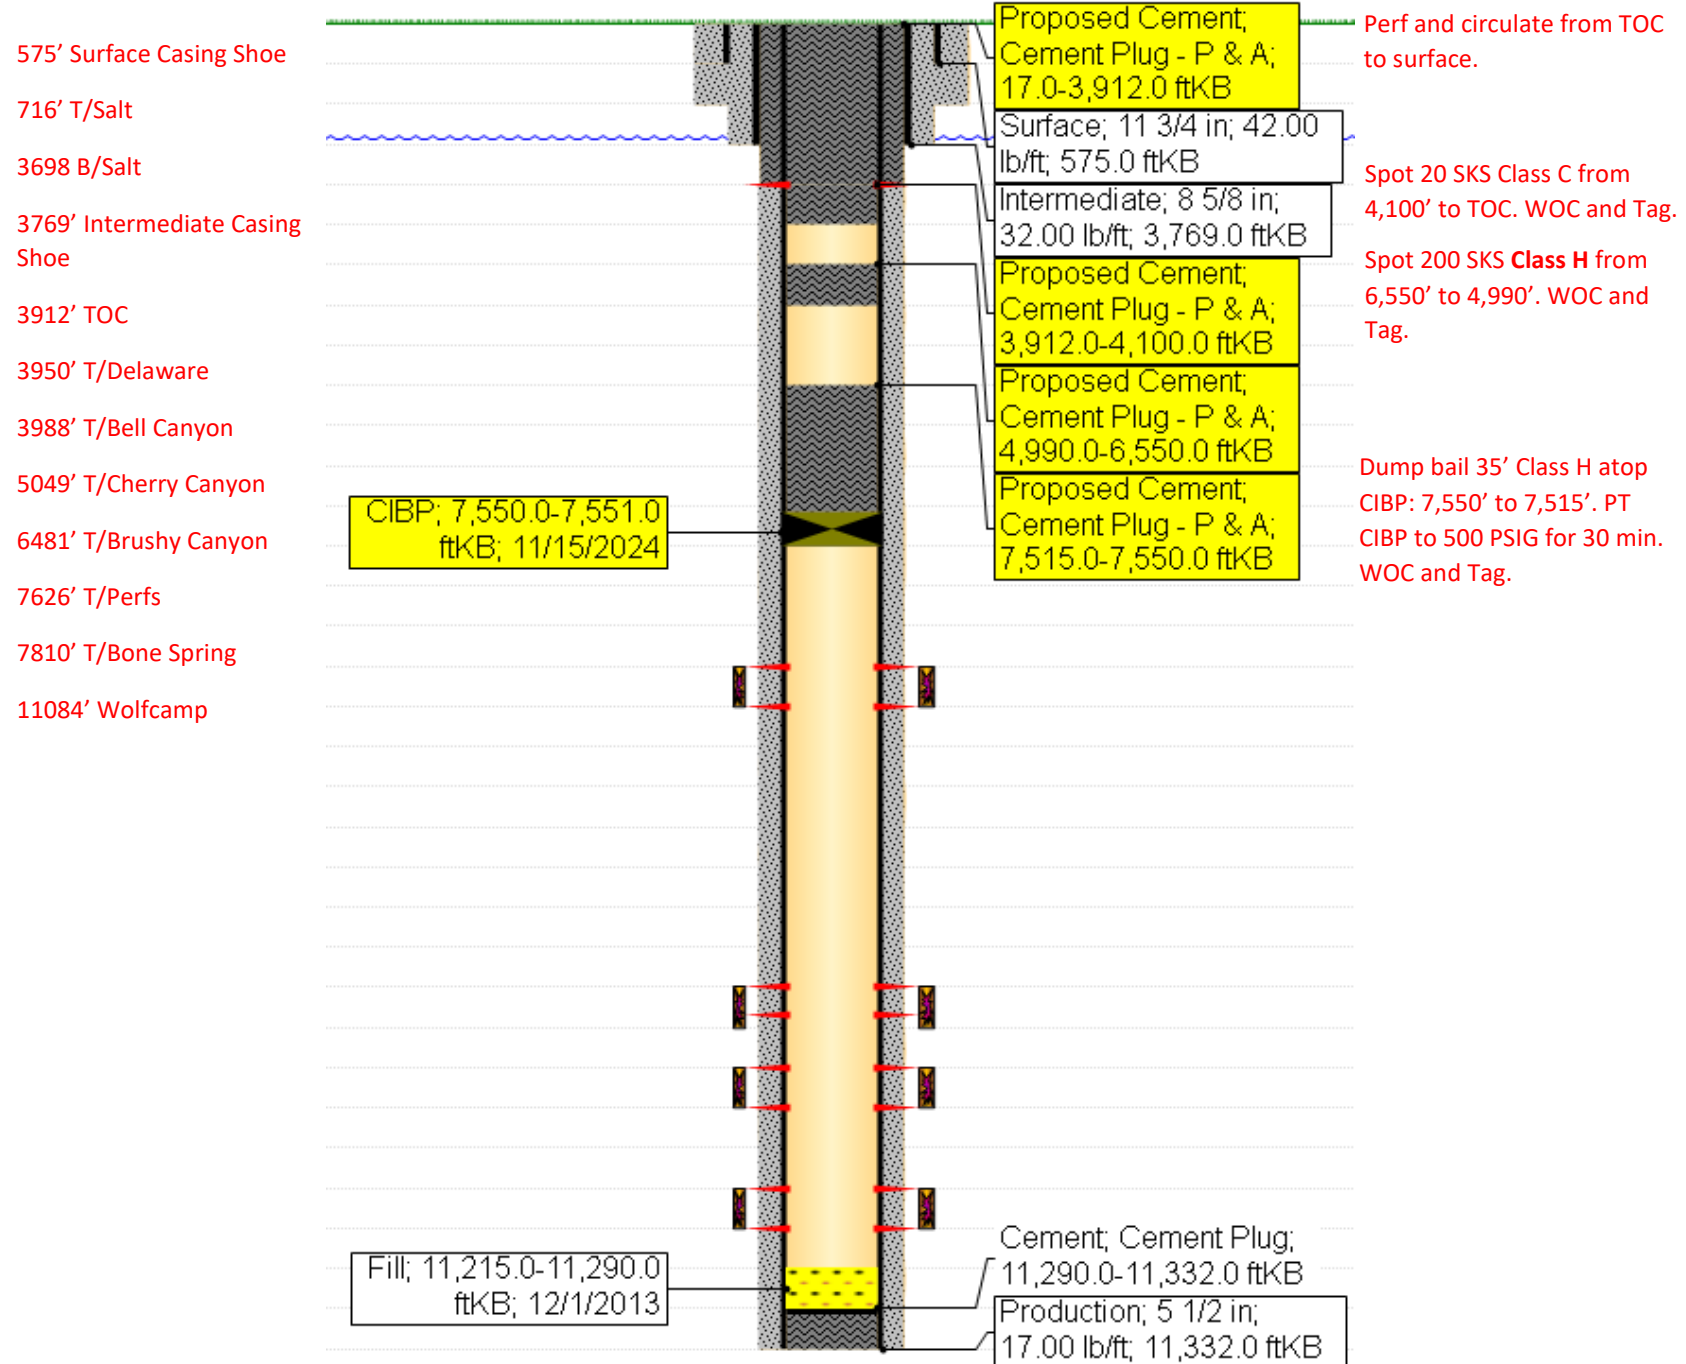 575’ Surface Casing Shoe
716’ T/Salt
3698 B/Salt
3769’ Intermediate Casing
Shoe
3912’ TOC
3950’ T/Delaware
3988’ T/Bell Canyon
5049’ T/Cherry Canyon
6481’ T/Brushy Canyon
7626’ T/Perfs
7810’ T/Bone Spring
11084’ Wolfcamp
CIBP; 7,550.0-7,551.0
ftKB; 11/15/2024
Fill; 11,215.0-11,290.0
ftKB; 12/1/2013
Proposed Cement;
Cement Plug - P & A;
17.0-3,912.0 ftKB
Surface; 11 3/4 in; 42.00
lb/ft; 575.0 ftKB
Intermediate; 8 5/8 in;
32.00 lb/ft; 3,769.0 ftKB
Proposed Cement;
Cement Plug - P & A;
3,912.0-4,100.0 ftKB
Proposed Cement;
Cement Plug - P & A;
4,990.0-6,550.0 ftKB
Proposed Cement;
Cement Plug - P & A;
7,515.0-7,550.0 ftKB
Cement; Cement Plug;
11,290.0-11,332.0 ftKB
Production; 5 1/2 in;
17.00 lb/ft; 11,332.0 ftKB
Perf and circulate from TOC
to surface.
Spot 20 SKS Class C from
4,100’ to TOC. WOC and Tag.
Spot 200 SKS Class H from
6,550’ to 4,990’. WOC and
Tag.
Dump bail 35’ Class H atop
CIBP: 7,550’ to 7,515’. PT
CIBP to 500 PSIG for 30 min.
WOC and Tag.